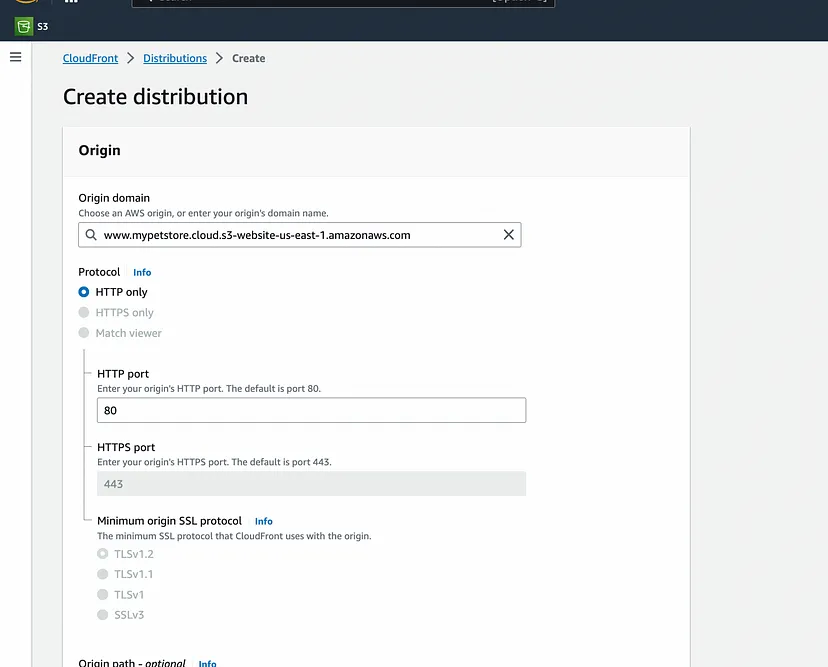 S3
CloudFront > Distributions > Create
Create distribution
Origin
Origin domain
Choose an AWS origin, or enter your origin's domain name.
www.mypetstore.cloud.s3-website-us-east-1.amazonaws.com
Protocol Info
HTTP only
HTTPS only
Match viewer
HTTP port
Enter your origin's HTTP port. The default is port 80.
80
HTTPS port
Enter your origin's HTTPS port. The default is port 443.
443
Minimum origin SSL protocol Info
The minimum SSL protocol that CloudFront uses with the origin.
TLSv1.2
TLSv1.1
TLSv1
SSLv3
Origin path - optional Info